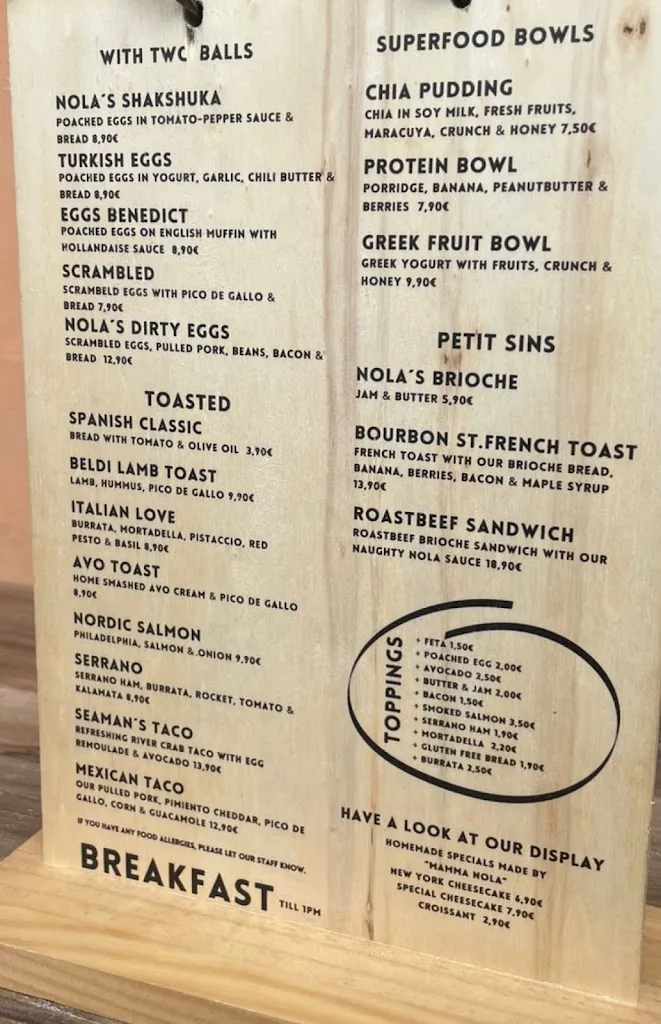 WITH TWO BALLS
NOLA'S SHAKSHUKA
POACHED EGGS IN TOMATO-PEPPER SAUCE &
BREAD 8,90€
TURKISH EGGS
POACHED EGGS IN YOGURT, GARLIC, CHILI BUTTER &
BREAD 8,90€
EGGS BENEDICT
POACHED EGGS ON ENGLISH MUFFIN WITH
HOLLANDAISE SAUCE 8,90€
SCRAMBLED
SCRAMBELD EGGS WITH PICO DE GALLO &
BREAD 7,90€
NOLA'S DIRTY EGGS
SCRAMBLED EGGS, PULLED PORK, BEANS, BACON &
BREAD 12,90€
TOASTED
SPANISH CLASSIC
BREAD WITH TOMATO & OLIVE OIL 3,90€
BELDI LAMB TOAST
LAMB, HUMMUS, PICO DE GALLO 9,90€
ITALIAN LOVE
BURRATA, MORTADELLA, PISTACCIO, RED
PESTO & BASIL 8,90€
AVO TOAST
HOME SMASHED AVO CREAM & PICO DE GALLO
8,90€
NORDIC SALMON
PHILADELPHIA, SALMON & ONION 9,90€
SERRANO
SERRANO HAM, BURRATA, ROCKET, TOMATO &
KALAMATA 8,90€
SEAMAN'S TACO
REFRESHING RIVER CRAB TACO WITH EGG
REMOULADE & AVOCADO 13,90€
MEXICAN TACO
OUR PULLED PORK, PIMIENTO CHEDDAR, PICO DE
GALLO, CORN & GUACAMOLE 12,90€
IF YOU HAVE ANY FOOD ALLERGIES, PLEASE LET OUR STAFF KNOW.
BREAKFAST TILL 1PM
SUPERFOOD BOWLS
CHIA PUDDING
CHIA IN SOY MILK, FRESH FRUITS,
MARACUYA, CRUNCH & HONEY 7,50€
PROTEIN BOWL
PORRIDGE, BANANA, PEANUTBUTTER &
BERRIES 7,90€
GREEK FRUIT BOWL
GREEK YOGURT WITH FRUITS, CRUNCH &
HONEY 9,90€
PETIT SINS
NOLA'S BRIOCHE
JAM & BUTTER 5,90€
BOURBON ST.FRENCH TOAST
FRENCH TOAST WITH OUR BRIOCHE BREAD,
BANANA, BERRIES, BACON & MAPLE SYRUP
13,90€
ROASTBEEF SANDWICH
ROASTBEEF BRIOCHE SANDWICH WITH OUR
NAUGHTY NOLA SAUCE 18,90€
TOPPINGS
+ FETA 1,50€
+ POACHED EGG 2,00€
+ AVOCADO 2,50€
+ BUTTER & JAM 2,00€
+ BACON 1,50€
+ SMOKED SALMON 3,50€
+ SERRANO HAM 1,90€
+ MORTADELLA 2,20€
+ GLUTEN FREE BREAD 1,90€
+ BURRATA 2,50€
HAVE A LOOK AT OUR DISPLAY
HOMEMADE SPECIALS MADE BY
"MAMMA NOLA"
NEW YORK CHEESECAKE 6,90€
SPECIAL CHEESECAKE 7,90€
CROISSANT 2,90€